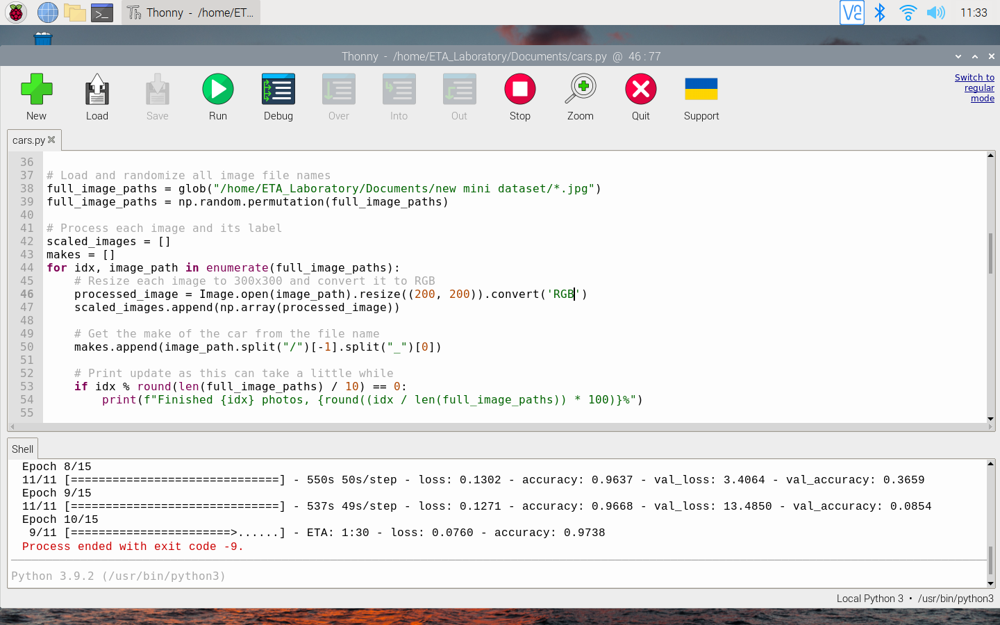 Thonny - /home/ET...
11:33
Thonny - /home/ETA_Laboratory/Documents/cars.py @ 46 : 77
New
Load
Save
Run
Debug
Over
Into
Out
Stop
Zoom
Quit
Support
Switch to
regular
mode
cars.py
36
37 # Load and randomize all image file names
38 full_image_paths = glob("/home/ETA_Laboratory/Documents/new mini dataset/*.jpg")
39 full_image_paths = np.random.permutation(full_image_paths)
40
41 # Process each image and its label
42 scaled_images = []
43 makes = []
44 for idx, image_path in enumerate(full_image_paths):
45     # Resize each image to 300x300 and convert it to RGB
46     processed_image = Image.open(image_path).resize((200, 200)).convert('RGB')
47     scaled_images.append(np.array(processed_image))
48
49     # Get the make of the car from the file name
50     makes.append(image_path.split("/")[-1].split("_")[0])
51
52     # Print update as this can take a little while
53     if idx % round(len(full_image_paths) / 10) == 0:
54         print(f"Finished {idx} photos, {round((idx / len(full_image_paths)) * 100)}%")
55
Shell
Epoch 8/15
11/11 [==============================] - 550s 50s/step - loss: 0.1302 - accuracy: 0.9637 - val_loss: 3.4064 - val_accuracy: 0.3659
Epoch 9/15
11/11 [==============================] - 537s 49s/step - loss: 0.1271 - accuracy: 0.9668 - val_loss: 13.4850 - val_accuracy: 0.0854
Epoch 10/15
 9/11 [=======================>......] - ETA: 1:30 - loss: 0.0760 - accuracy: 0.9738
Process ended with exit code -9.
Python 3.9.2 (/usr/bin/python3)
Local Python 3 • /usr/bin/python3